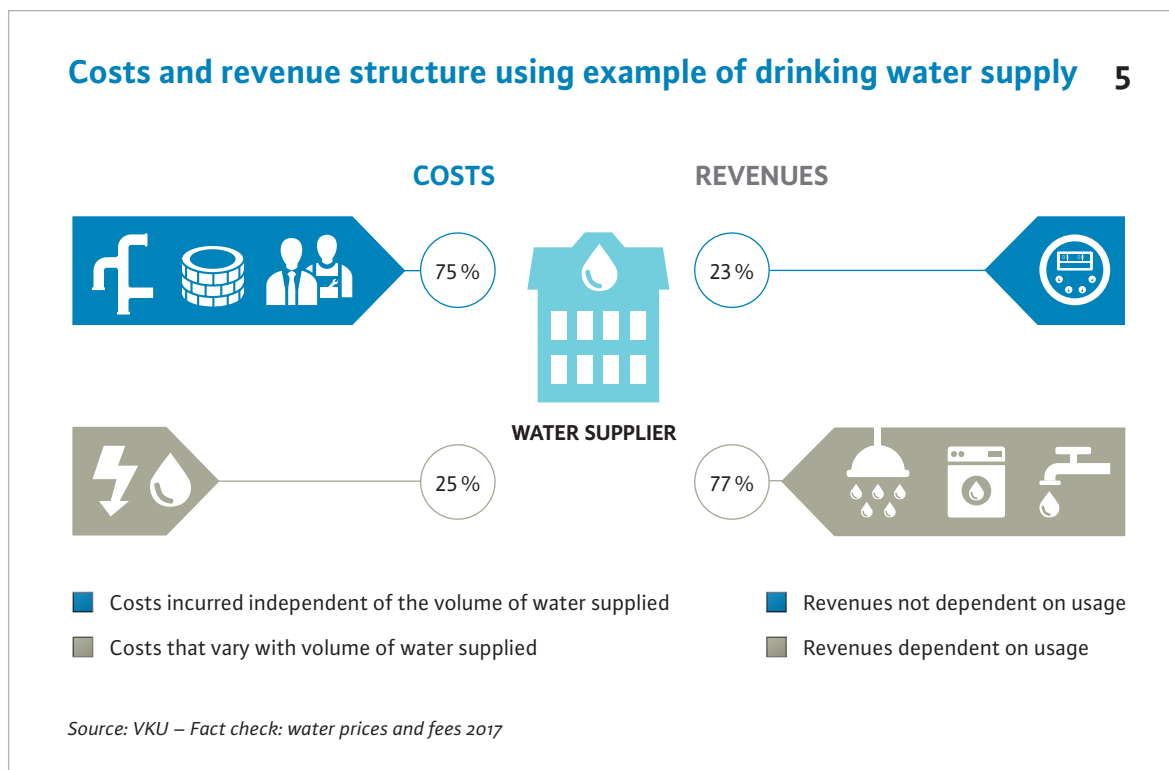 Costs and revenue structure using example of drinking water supply 5
COSTS
REVENUES
75 %
23 %
WATER SUPPLIER
25 %
77 %
Costs incurred independent of the volume of water supplied
Costs that vary with volume of water supplied
Revenues not dependent on usage
Revenues dependent on usage
Source: VKU – Fact check: water prices and fees 2017